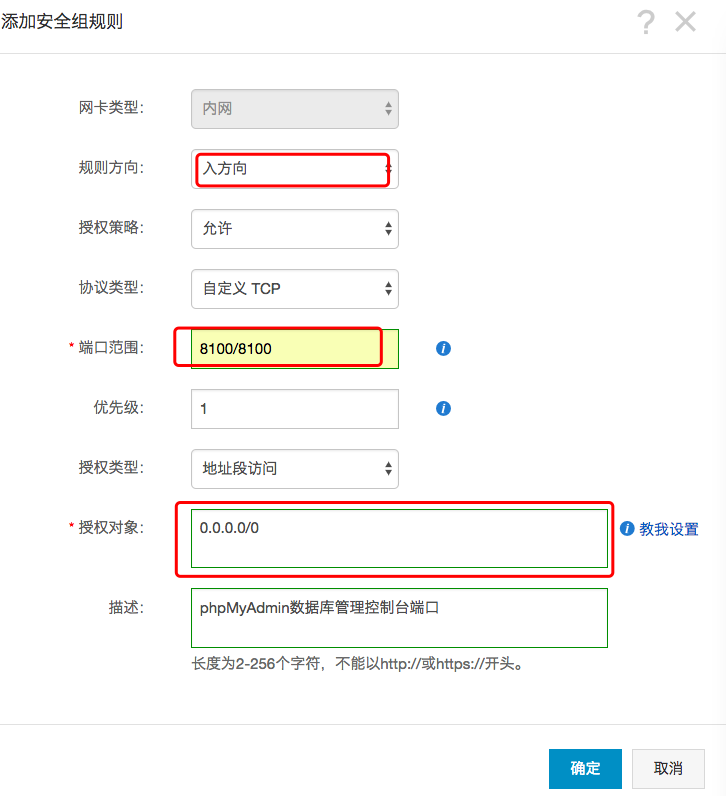 添加安全组规则
网卡类型: 内网
规则方向: 入方向
授权策略: 允许
协议类型: 自定义 TCP
* 端口范围: 8100/8100
优先级: 1
授权类型: 地址段访问
* 授权对象: 0.0.0.0/0 教我设置
描述: phpMyAdmin数据库管理控制台端口
长度为2-256个字符，不能以http://或https://开头。
确定 取消